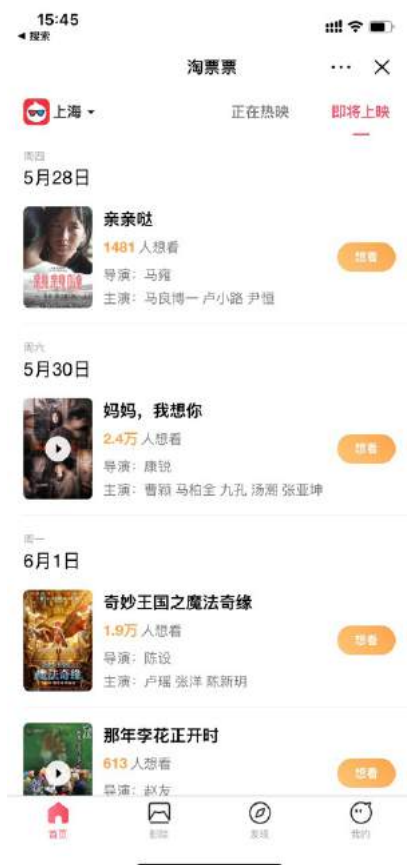 15:45
◀ 搜索
淘票票
上海
正在热映
即将上映
周四
5月28日
亲亲哒
1481 人想看
想看
导演：马雍
主演：马良博一 卢小路 尹恒
周六
5月30日
妈妈，我想你
2.4万 人想看
想看
导演：康锐
主演：曹颖 马柏全 九孔 汤溯 张亚坤
周一
6月1日
奇妙王国之魔法奇缘
1.9万 人想看
想看
导演：陈设
主演：卢瑶 张洋 陈新玥
魔法奇缘
那年李花正开时
613 人想看
想看
导演：赵友
首页
影院
发现
我的